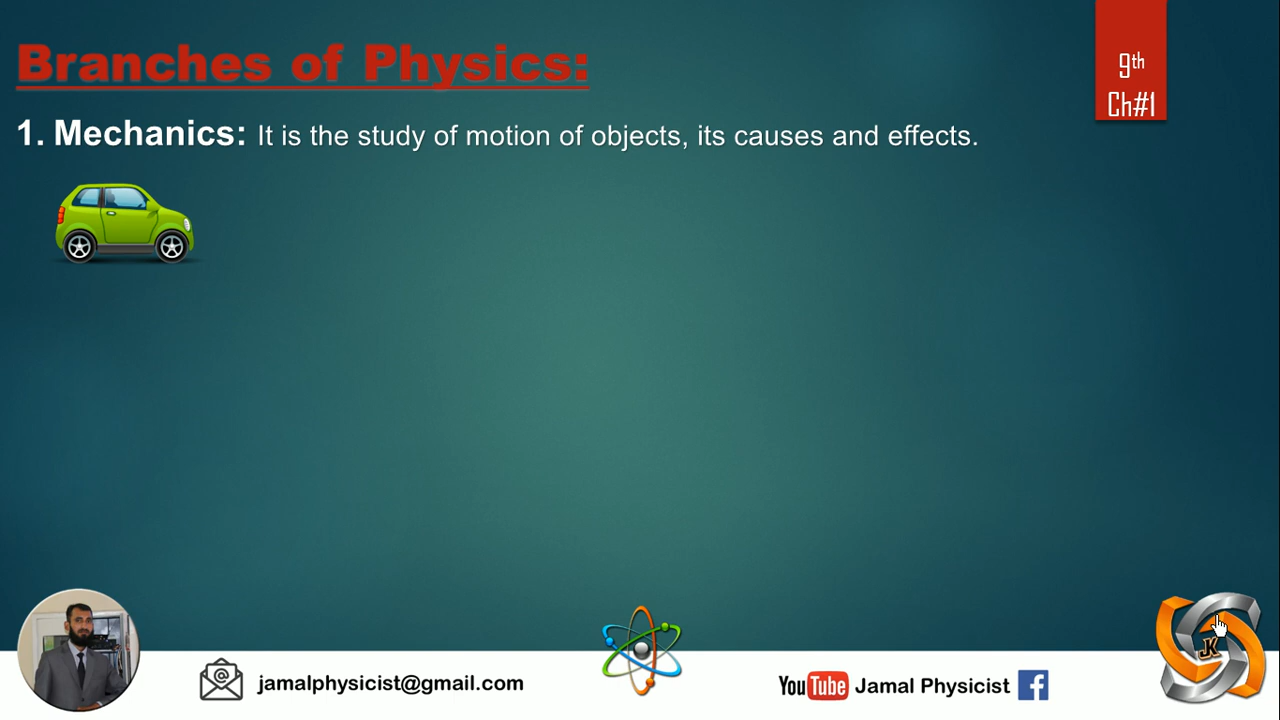 Branches of Physics:
9th
Ch#1
1. Mechanics: It is the study of motion of objects, its causes and effects.
jamalphysicist@gmail.com
YouTube Jamal Physicist f
JK